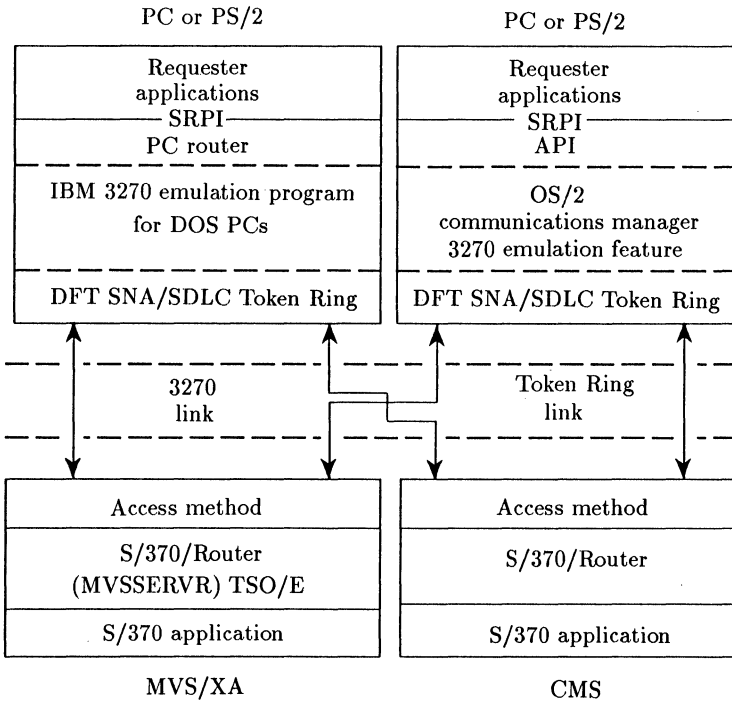 PC or PS/2
Requester
applications
SRPI
PC router
IBM 3270 emulation program
for DOS PCs
DFT SNA/SDLC Token Ring
PC or PS/2
Requester
applications
SRPI
API
OS/2
communications manager
3270 emulation feature
DFT SNA/SDLC Token Ring
3270
link
Token Ring
link
Access method
S/370/Router
(MVSSERVR) TSO/E
S/370 application
MVS/XA
Access method
S/370/Router
S/370 application
CMS